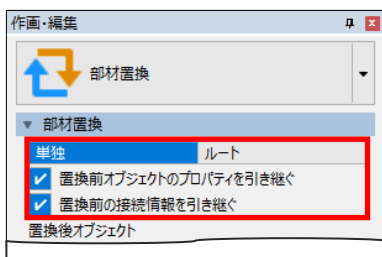 作画・編集
部材置換
部材置換
単独 ルート
置換前オブジェクトのプロパティを引き継ぐ
置換前の接続情報を引き継ぐ
置換後オブジェクト